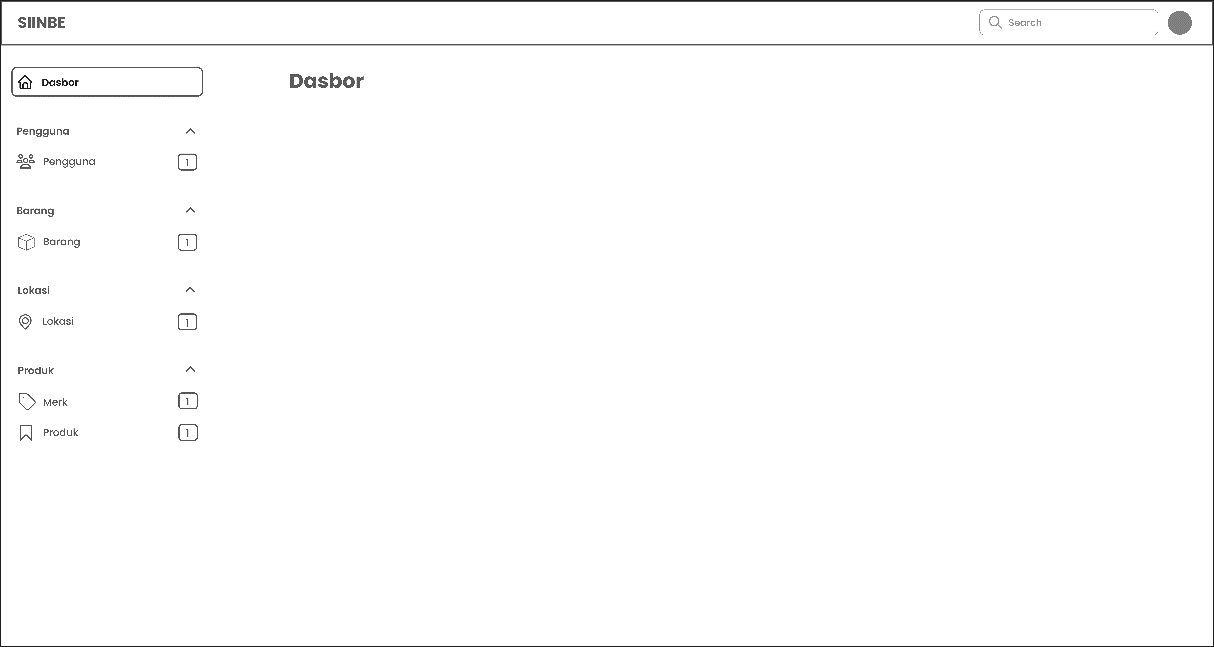 SIINBE
Search
Dasbor
Dasbor
Pengguna
Pengguna 1
Barang
Barang 1
Lokasi
Lokasi 1
Produk
Merk 1
Produk 1